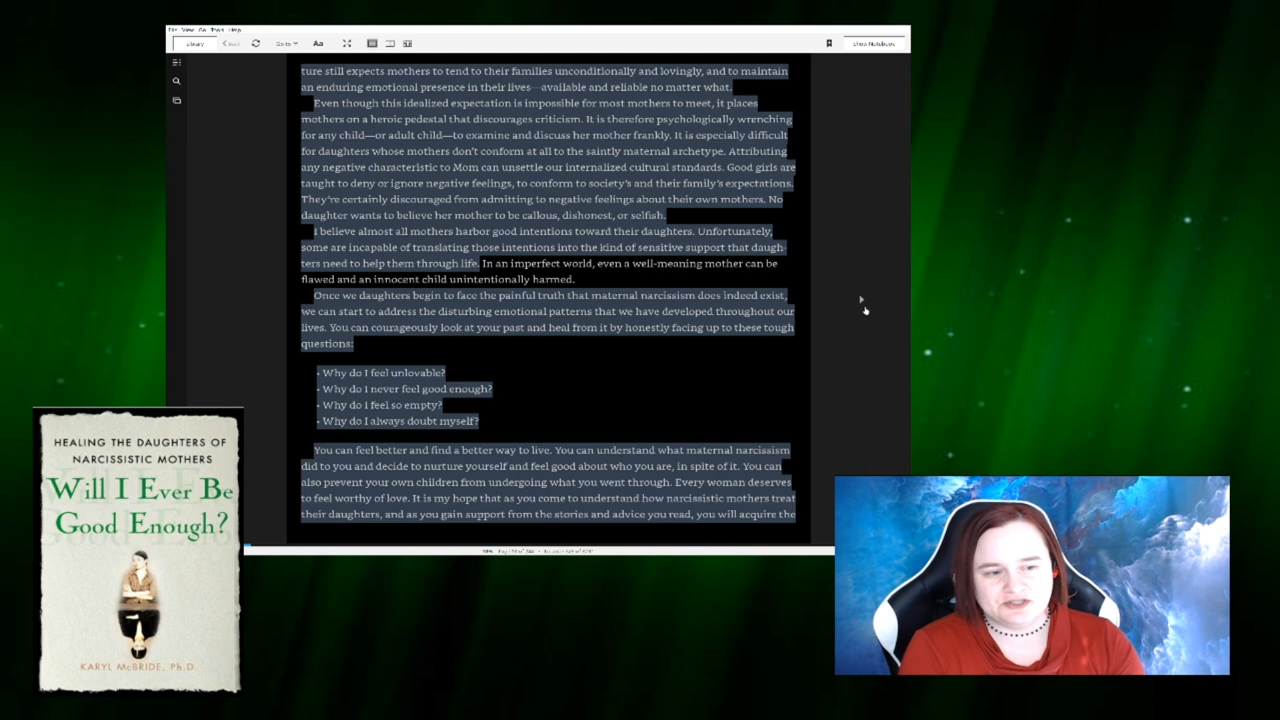 File View Go Tools Help
Library Back Go to Aa Show Notebook
ture still expects mothers to tend to their families unconditionally and lovingly, and to maintain
an enduring emotional presence in their lives—available and reliable no matter what.
Even though this idealized expectation is impossible for most mothers to meet, it places
mothers on a heroic pedestal that discourages criticism. It is therefore psychologically wrenching
for any child—or adult child—to examine and discuss her mother frankly. It is especially difficult
for daughters whose mothers don't conform at all to the saintly maternal archetype. Attributing
any negative characteristic to Mom can unsettle our internalized cultural standards. Good girls are
taught to deny or ignore negative feelings, to conform to society's and their family's expectations.
They're certainly discouraged from admitting to negative feelings about their own mothers. No
daughter wants to believe her mother to be callous, dishonest, or selfish.
I believe almost all mothers harbor good intentions toward their daughters. Unfortunately,
some are incapable of translating those intentions into the kind of sensitive support that daugh-
ters need to help them through life. In an imperfect world, even a well-meaning mother can be
flawed and an innocent child unintentionally harmed.
Once we daughters begin to face the painful truth that maternal narcissism does indeed exist,
we can start to address the disturbing emotional patterns that we have developed throughout our
lives. You can courageously look at your past and heal from it by honestly facing up to these tough
questions:
• Why do I feel unlovable?
• Why do I never feel good enough?
• Why do I feel so empty?
• Why do I always doubt myself?
You can feel better and find a better way to live. You can understand what maternal narcissism
did to you and decide to nurture yourself and feel good about who you are, in spite of it. You can
also prevent your own children from undergoing what you went through. Every woman deserves
to feel worthy of love. It is my hope that as you come to understand how narcissistic mothers treat
their daughters, and as you gain support from the stories and advice you read, you will acquire the
HEALING THE DAUGHTERS OF
NARCISSISTIC MOTHERS
Will I Ever Be
Good Enough?
KARYL McBRIDE, Ph.D.